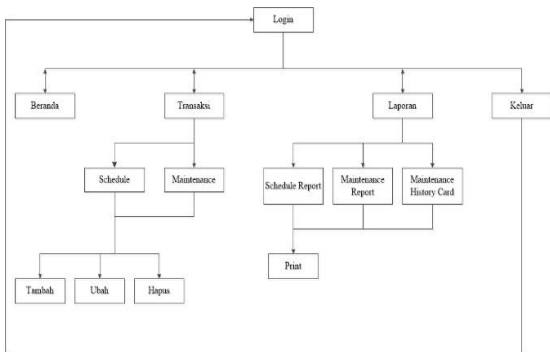 Login
Beranda
Transaksi
Laporan
Keluar
Schedule
Maintenance
Schedule Report
Maintenance
Report
Maintenance
History Card
Print
Tambah
Ubah
Hapus